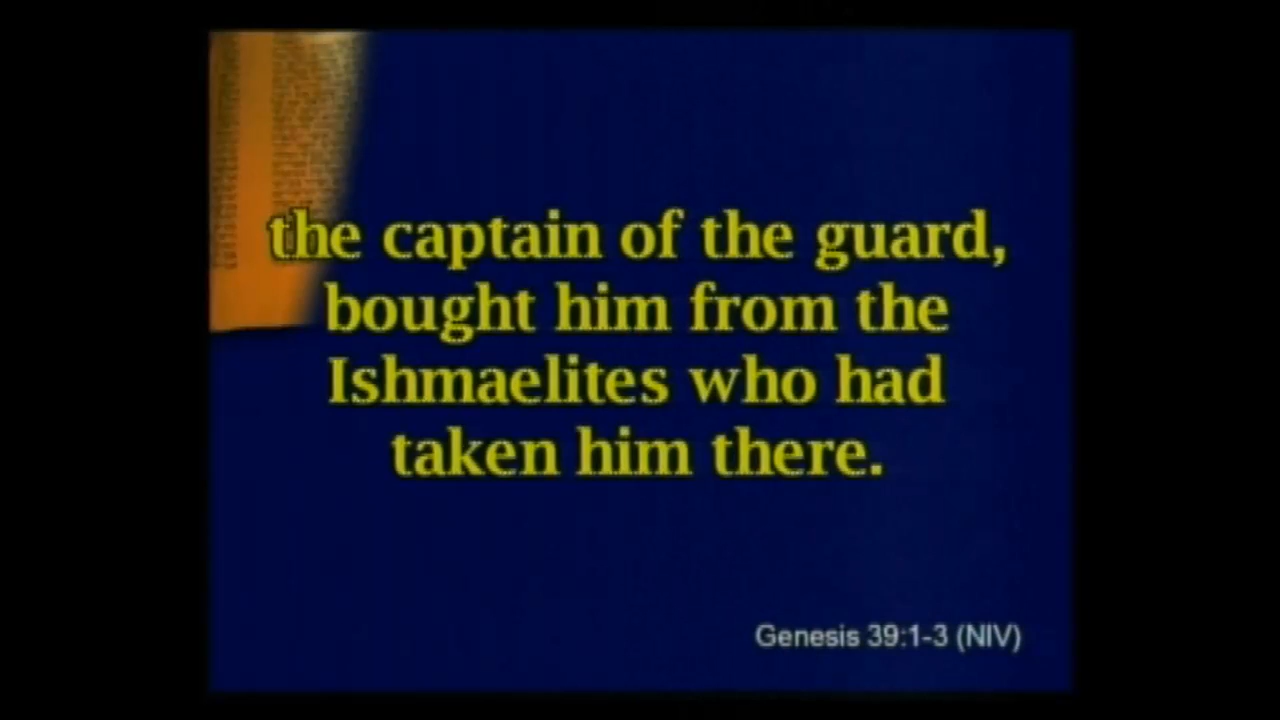 the captain of the guard,
bought him from the
Ishmaelites who had
taken him there.
Genesis 39:1-3 (NIV)